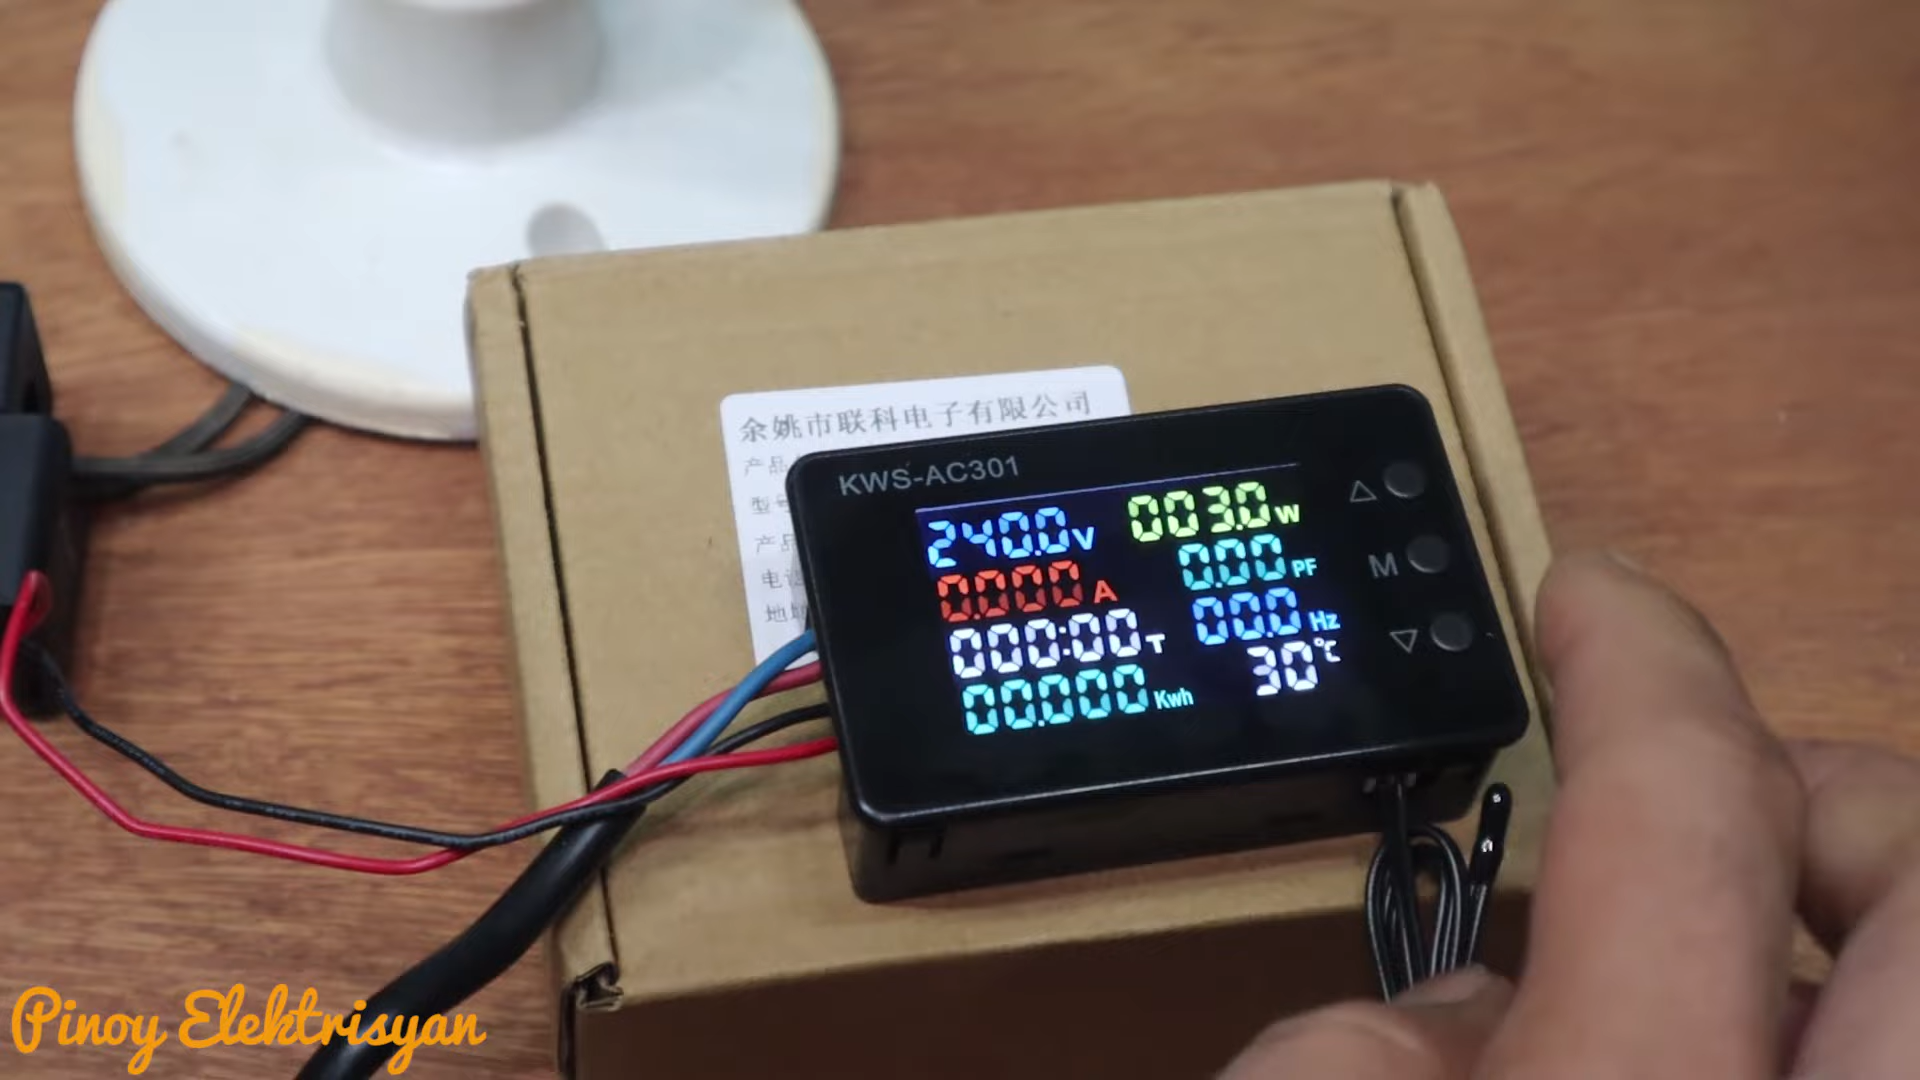 余姚市联科电子有限公司
产品
型号
产品
电话
地址
KWS-AC301
240.0V 003.0W
0.000A 0.00PF
000:00T 00.0Hz
00.000Kwh 30℃
M
Pinoy Elektrisyan